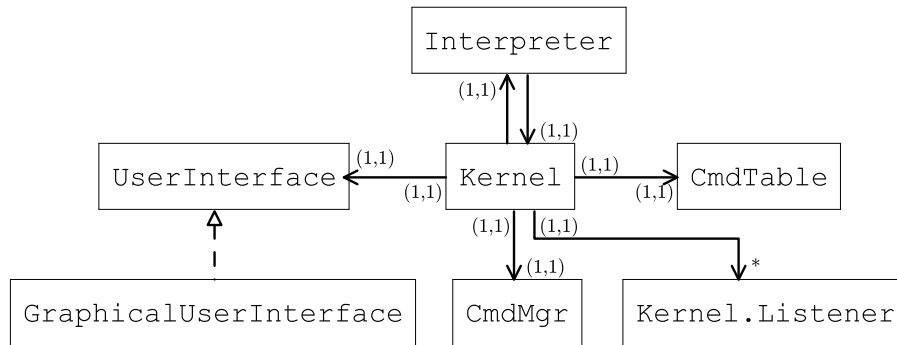 Interpreter
(1,1)
(1,1)
UserInterface
(1,1)
(1,1)
Kernel
(1,1)
(1,1)
CmdTable
(1,1)
(1,1)
(1,1)
*
GraphicalUserInterface
CmdMgr
Kernel.Listener